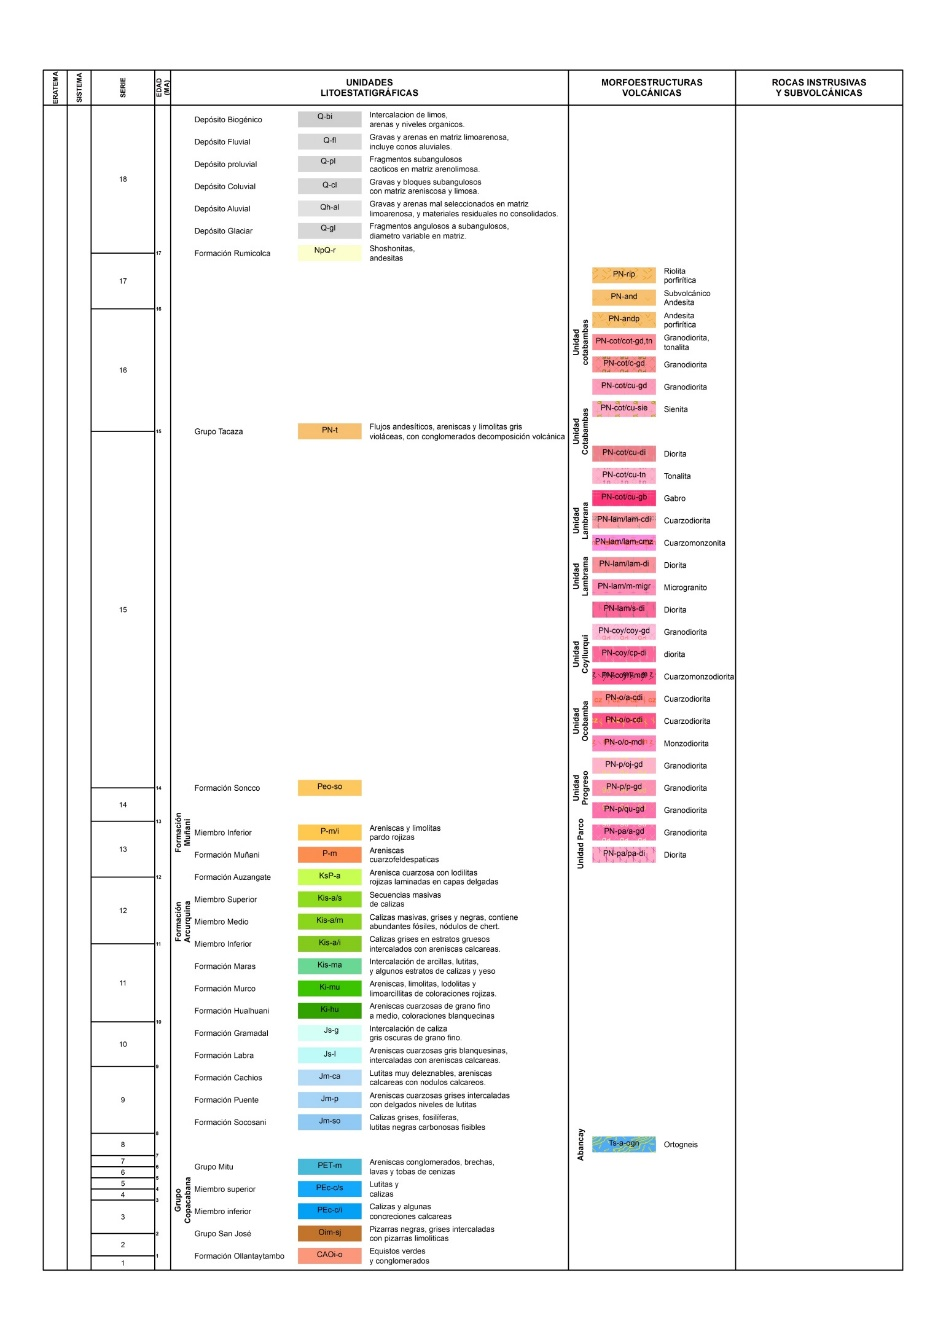 ERATEMA
SISTEMA
SERIE
EDAD
(MA)
UNIDADES
LITOESTATIGRÁFICAS
MORFOESTRUCTURAS
VOLCÁNICAS
ROCAS INSTRUSIVAS
Y SUBVOLCÁNICAS
18
Depósito Biogénico Q-bi Intercalacion de limos,
arenas y niveles organicos.
Depósito Fluvial Q-fl Gravas y arenas en matriz limoarenosa,
incluye conos aluviales.
Depósito proluvial Q-pl Fragmentos subangulosos
caoticos en matriz arenolimosa.
Depósito Coluvial Q-cl Gravas y bloques subangulosos
con matriz areniscosa y limosa.
Depósito Aluvial Qh-al Gravas y arenas mal seleccionados en matriz
limoarenosa, y materiales residuales no consolidados.
Depósito Glaciar Q-gl Fragmentos angulosos a subangulosos,
diametro variable en matriz.
17
Formación Rumicolca NpQ-r Shoshonitas,
andesitas
17
PN-rip Riolita
porfirítica
PN-and Subvolcánico
Andesita
16
PN-andp Andesita
porfirítica
Unidad
cotabambas
PN-cot/cot-gd,tn Granodiorita,
tonalita
16
PN-cot/c-gd Granodiorita
PN-cot/cu-gd Granodiorita
PN-cot/cu-sie Sienita
15
Grupo Tacaza PN-t Flujos andesíticos, areniscas y limolitas gris
violáceas, con conglomerados decomposición volcánica
Unidad
Cotabambas
PN-cot/cu-di Diorita
PN-cot/cu-tn Tonalita
PN-cot/cu-gb Gabro
Unidad
Lambrana
PN-lam/lam-cdi Cuarzodiorita
PN-lam/lam-cmz Cuarzomonzonita
Unidad
Lambrama
PN-lam/lam-di Diorita
PN-lam/m-migr Microgranito
15
PN-lam/s-di Diorita
PN-coy/coy-gd Granodiorita
Unidad
Coyllurqui
PN-coy/cp-di diorita
Cuarzomonzodiorita
PN-o/a-cdi Cuarzodiorita
Unidad
Ocobamba
PN-o/o-cdi Cuarzodiorita
PN-o/o-mdi Monzodiorita
PN-p/oj-gd Granodiorita
14
Formación Soncco Peo-so
Unidad
Progreso
PN-p/p-gd Granodiorita
14
PN-p/qu-gd Granodiorita
13
Formación
Muñani
Miembro Inferior P-m/i Areniscas y limolitas
pardo rojizas
Unidad Parco
PN-pa/a-gd Granodiorita
13
Formación Muñani P-m Areniscas
cuarzofeldespaticas
PN-pa/pa-di Diorita
12
Formación Auzangate KsP-a Arenisca cuarzosa con lodilitas
rojizas laminadas en capas delgadas
Formación
Arcurquina
Miembro Superior Kis-a/s Secuencias masivas
de calizas
12
Miembro Medio Kis-a/m Calizas masivas, grises y negras, contiene
abundantes fósiles, nódulos de chert.
11
Miembro Inferior Kis-a/i Calizas grises en estratos gruesos
intercalados con areniscas calcareas.
Formación Maras Kis-ma Intercalación de arcillas, lutitas,
y algunos estratos de calizas y yeso
11
Formación Murco Ki-mu Areniscas, limolitas, lodolitas y
limoarcillitas de coloraciones rojizas.
Formación Hualhuani Ki-hu Areniscas cuarzosas de grano fino
a medio, coloraciones blanquecinas
10
Formación Gramadal Js-g Intercalación de caliza
gris oscuras de grano fino.
10
Formación Labra Js-l Areniscas cuarzosas gris blanquesinas,
intercaladas con areniscas calcareas.
9
Formación Cachios Jm-ca Lutitas muy deleznables, areniscas
calcareas con nodulos calcareos.
9
Formación Puente Jm-p Areniscas cuarzosas grises intercaladas
con delgados niveles de lutitas
Formación Socosani Jm-so Calizas grises, fosiliferas,
lutitas negras carbonosas fisibles
8
8
Abancay
Ts-a-ogn Ortogneis
7
7
6
Grupo Mitu PET-m Areniscas conglomerados, brechas,
lavas y tobas de cenizas
6
5
5
4
Grupo
Copacabana
Miembro superior PEc-c/s Lutitas y
calizas
4
3
Miembro inferior PEc-c/i Calizas y algunas
concreciones calcareas
3
2
Grupo San José Oim-sj Pizarras negras, grises intercaladas
con pizarras limoliticas
2
1
Formación Ollantaytambo CAOi-o Equistos verdes
y conglomerados
1